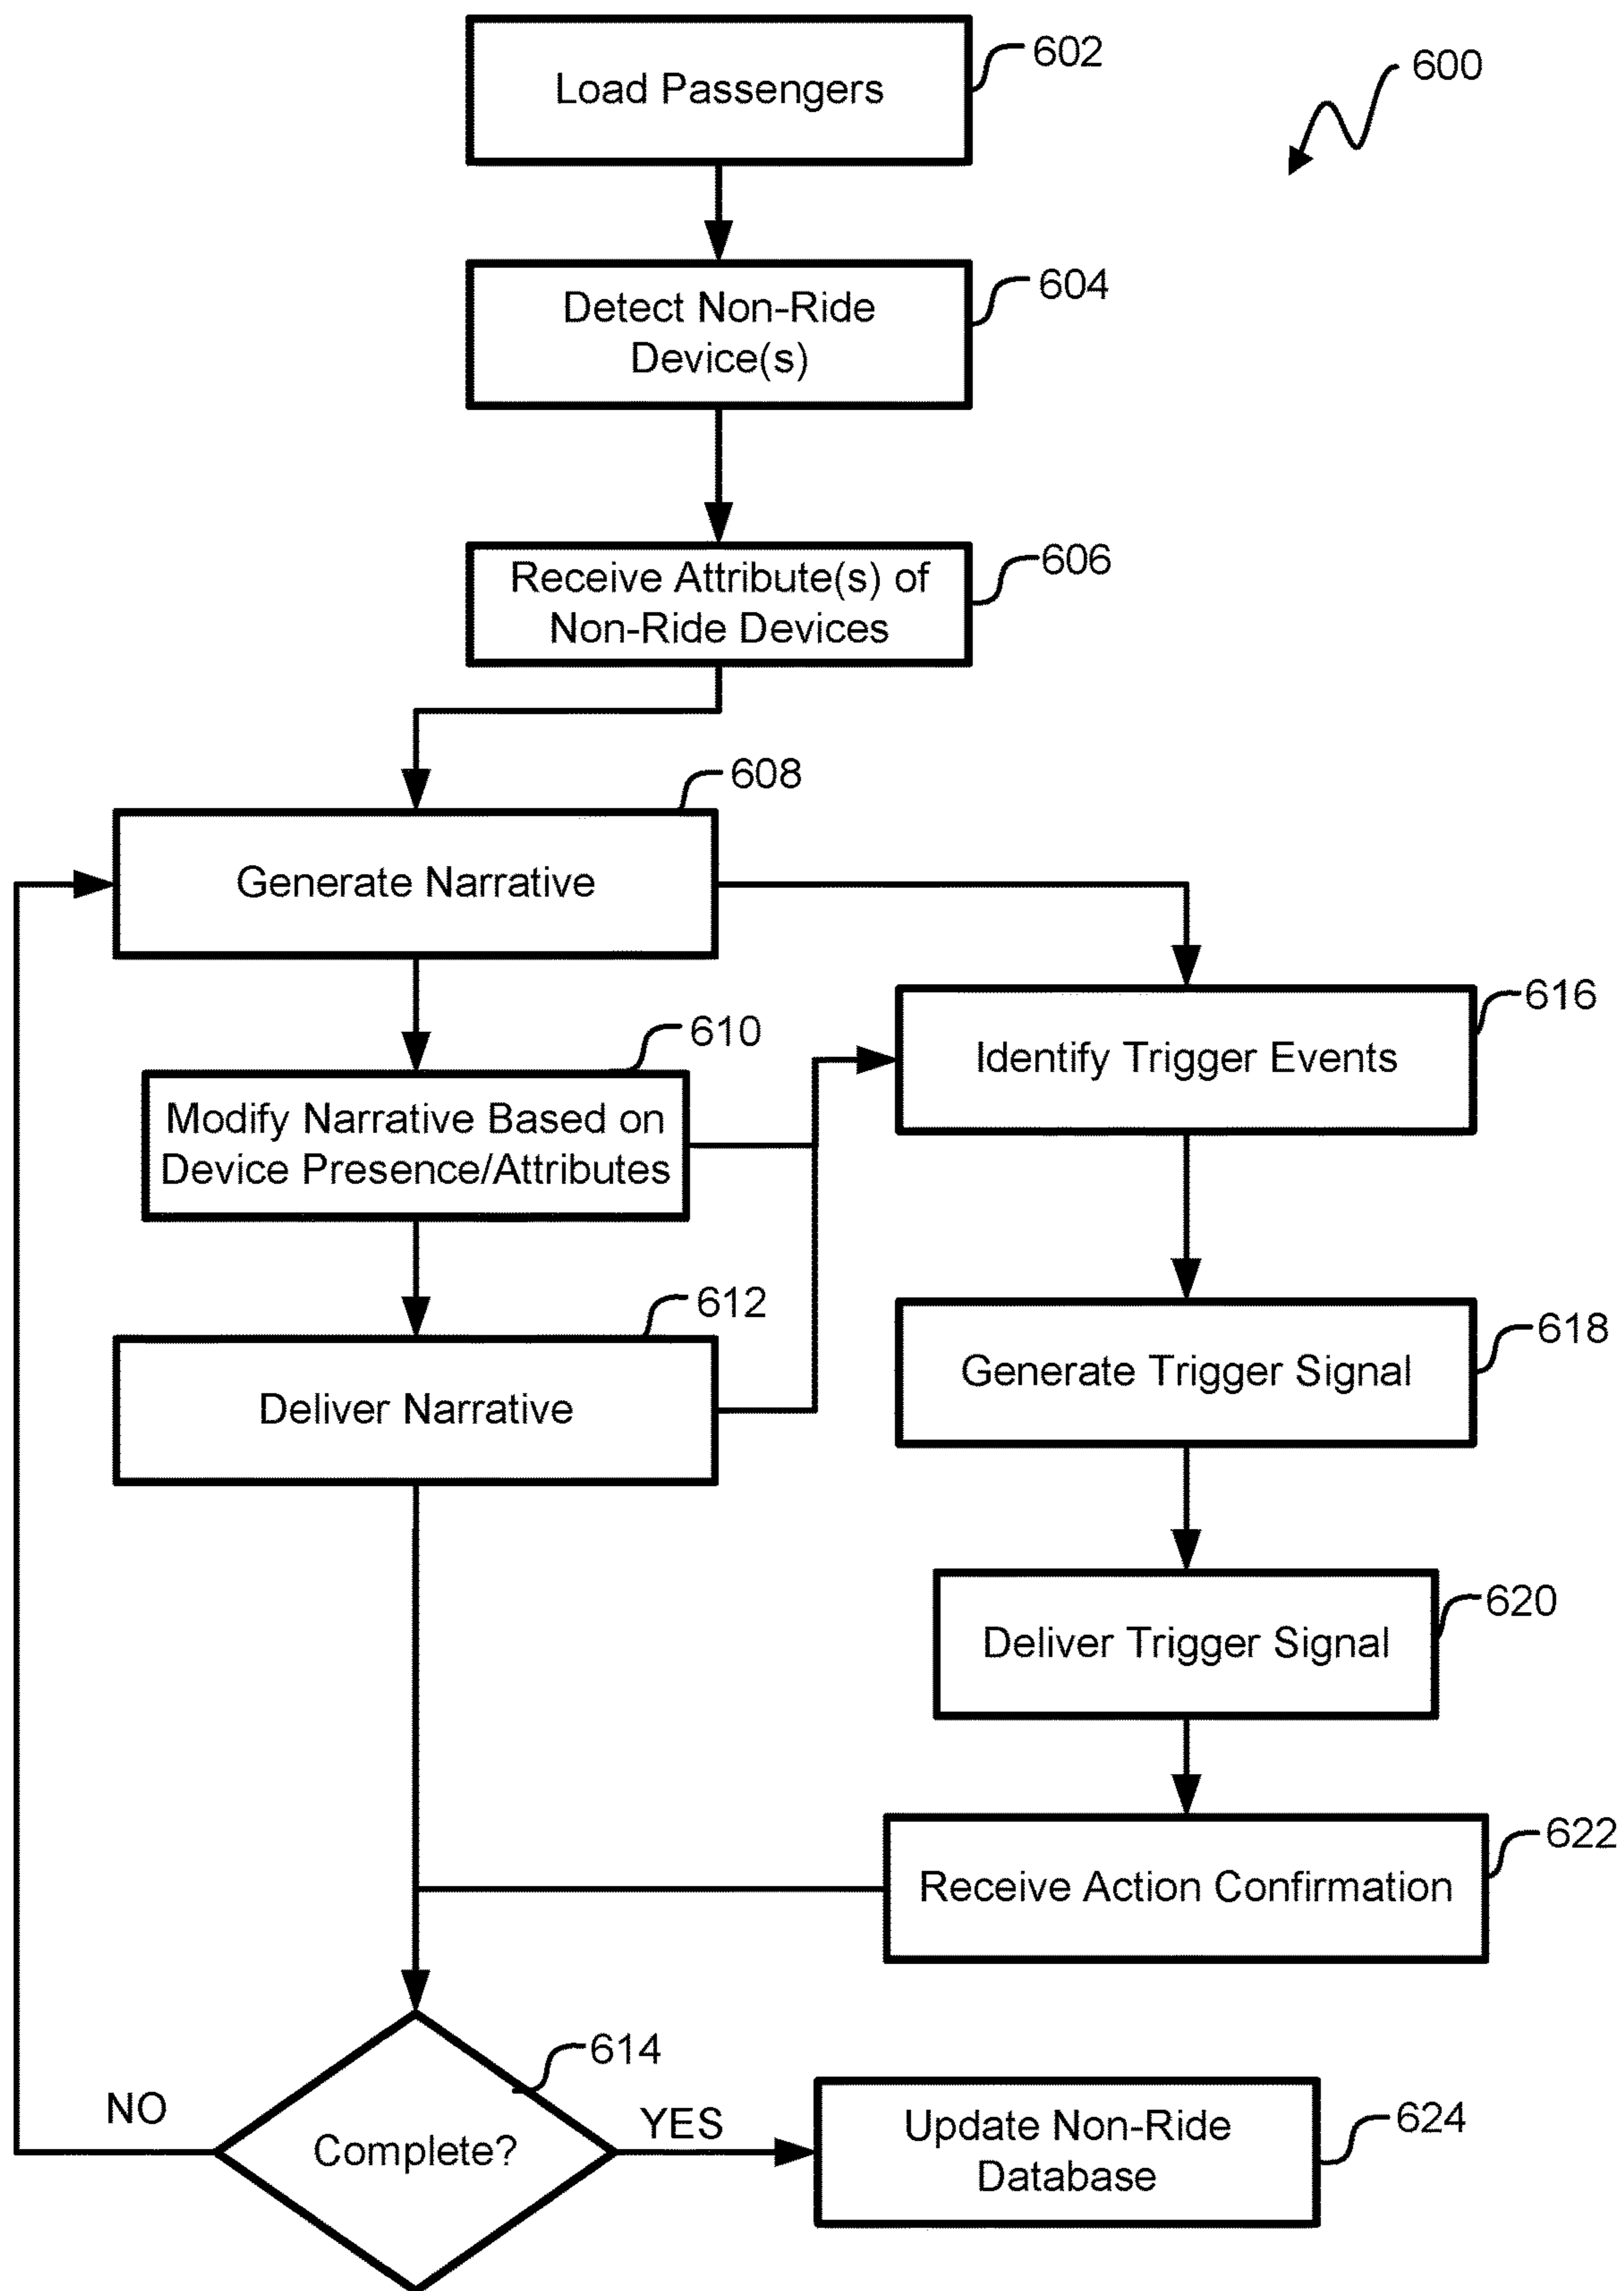 Load Passengers
602
600
Detect Non-Ride
Device(s)
604
Receive Attribute(s) of
Non-Ride Devices
606
608
Generate Narrative
610
Modify Narrative Based on
Device Presence/Attributes
612
Deliver Narrative
616
Identify Trigger Events
618
Generate Trigger Signal
620
Deliver Trigger Signal
622
Receive Action Confirmation
614
Complete?
NO
YES
Update Non-Ride
Database
624